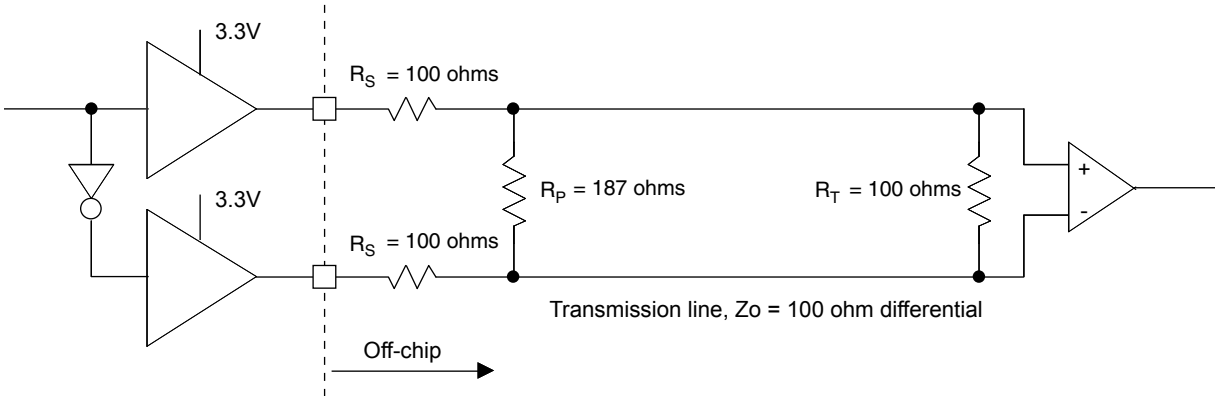 3.3V
R_S = 100 ohms
R_P = 187 ohms
R_T = 100 ohms
+
-
3.3V
R_S = 100 ohms
Transmission line, Zo = 100 ohm differential
Off-chip